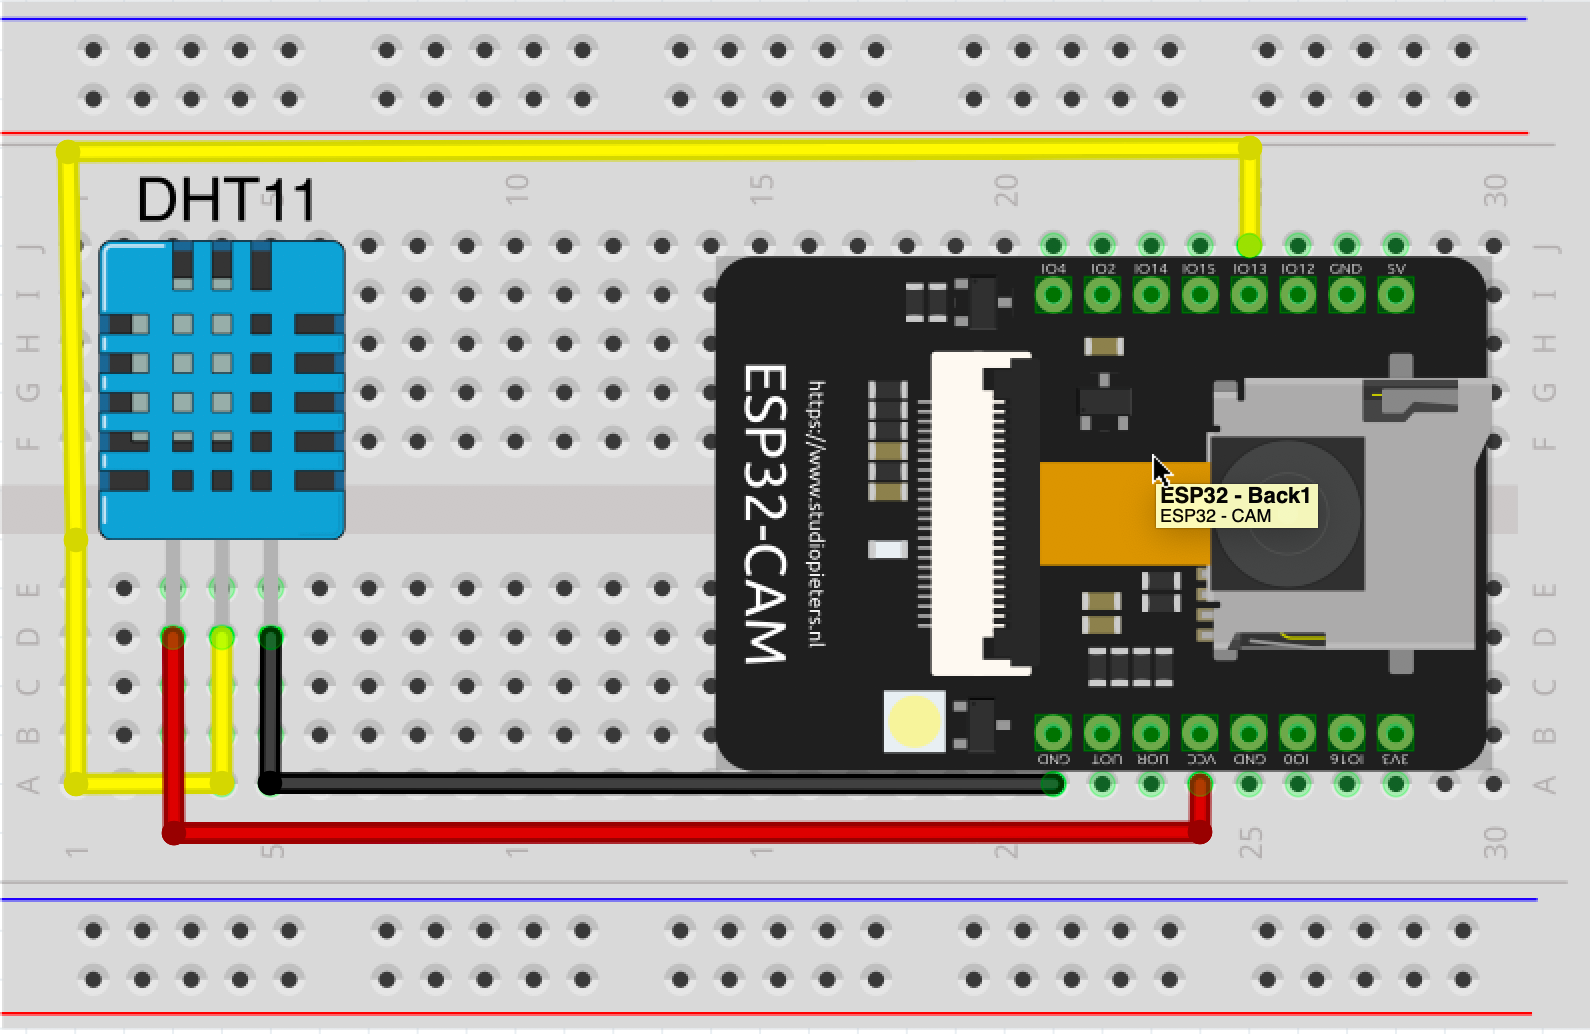 DHT11
1 5 10 15 20 30
J J
IO4 IO2 IO14 IO15 IO13 IO12 GND 5V
I I
H H
G G
F F
ESP32-CAM
https://www.studiopieters.nl
ESP32 - Back1
ESP32 - CAM
E E
D D
C C
B B
GND UOT UOR VCC GND IO0 IO16 3V3
A A
1 5 1 1 2 25 30